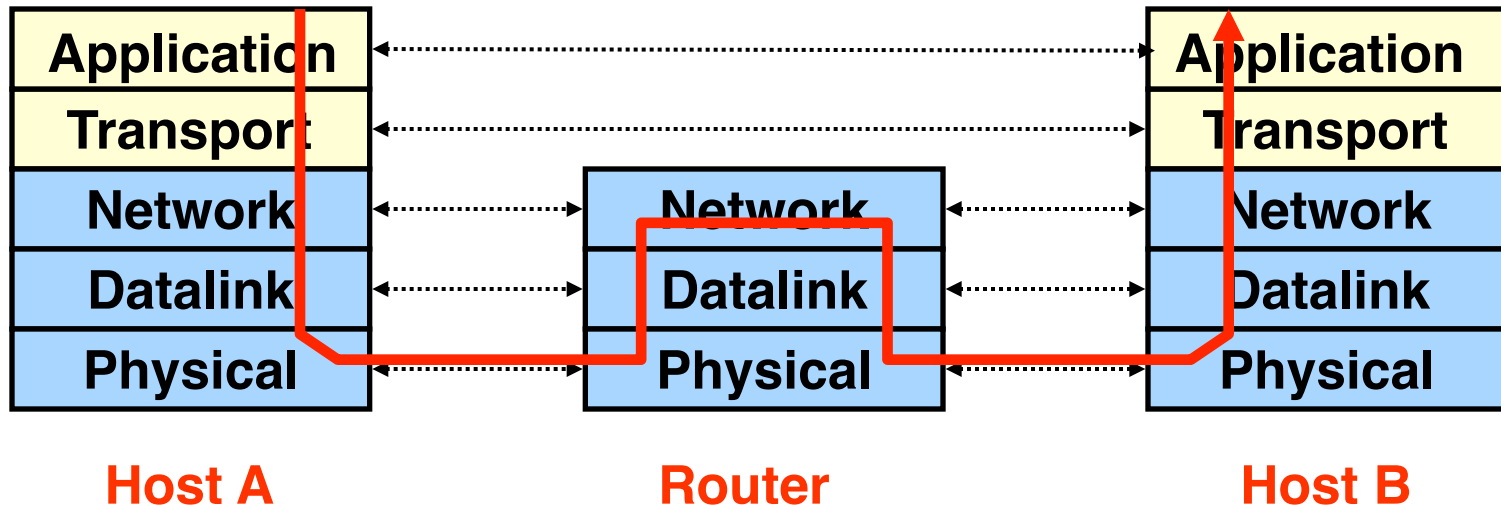 Application
Transport
Network
Datalink
Physical
Host A
Network
Datalink
Physical
Router
Application
Transport
Network
Datalink
Physical
Host B